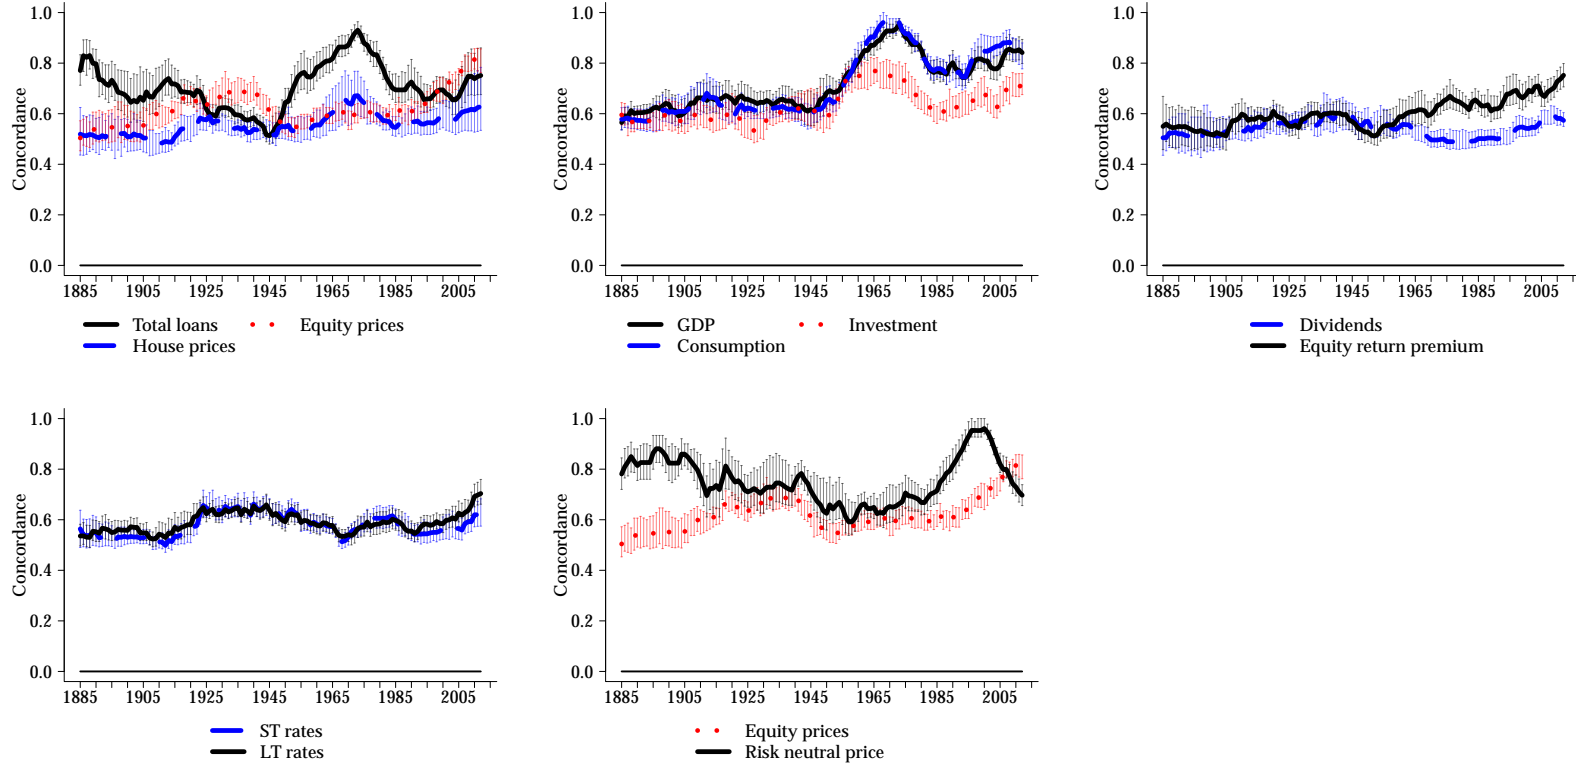 Concordance
1.0
0.8
0.6
0.4
0.2
0.0
1885 1905 1925 1945 1965 1985 2005
Total loans Equity prices
House prices
Concordance
1.0
0.8
0.6
0.4
0.2
0.0
1885 1905 1925 1945 1965 1985 2005
GDP Investment
Consumption
Concordance
1.0
0.8
0.6
0.4
0.2
0.0
1885 1905 1925 1945 1965 1985 2005
Dividends
Equity return premium
Concordance
1.0
0.8
0.6
0.4
0.2
0.0
1885 1905 1925 1945 1965 1985 2005
ST rates
LT rates
Concordance
1.0
0.8
0.6
0.4
0.2
0.0
1885 1905 1925 1945 1965 1985 2005
Equity prices
Risk neutral price